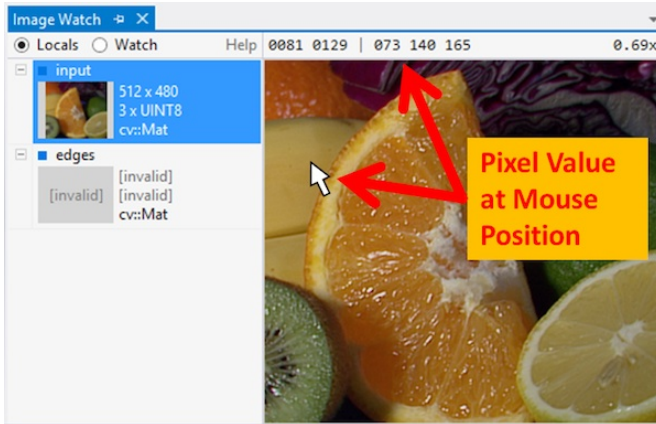 Image Watch
Locals Watch Help 0081 0129 | 073 140 165 0.69x
input
512 x 480
3 x UINT8
cv::Mat
edges
[invalid]
[invalid]
[invalid]
cv::Mat
Pixel Value
at Mouse
Position